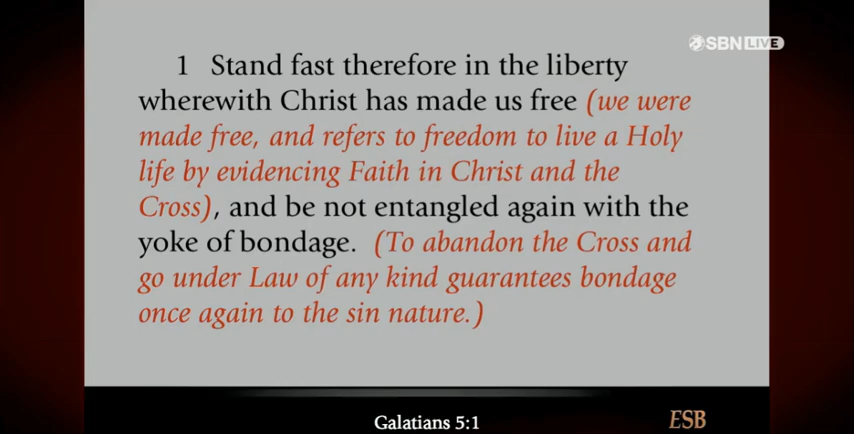 SBN LIVE
1 Stand fast therefore in the liberty
wherewith Christ has made us free (we were
made free, and refers to freedom to live a Holy
life by evidencing Faith in Christ and the
Cross), and be not entangled again with the
yoke of bondage. (To abandon the Cross and
go under Law of any kind guarantees bondage
once again to the sin nature.)
Galatians 5:1
ESB